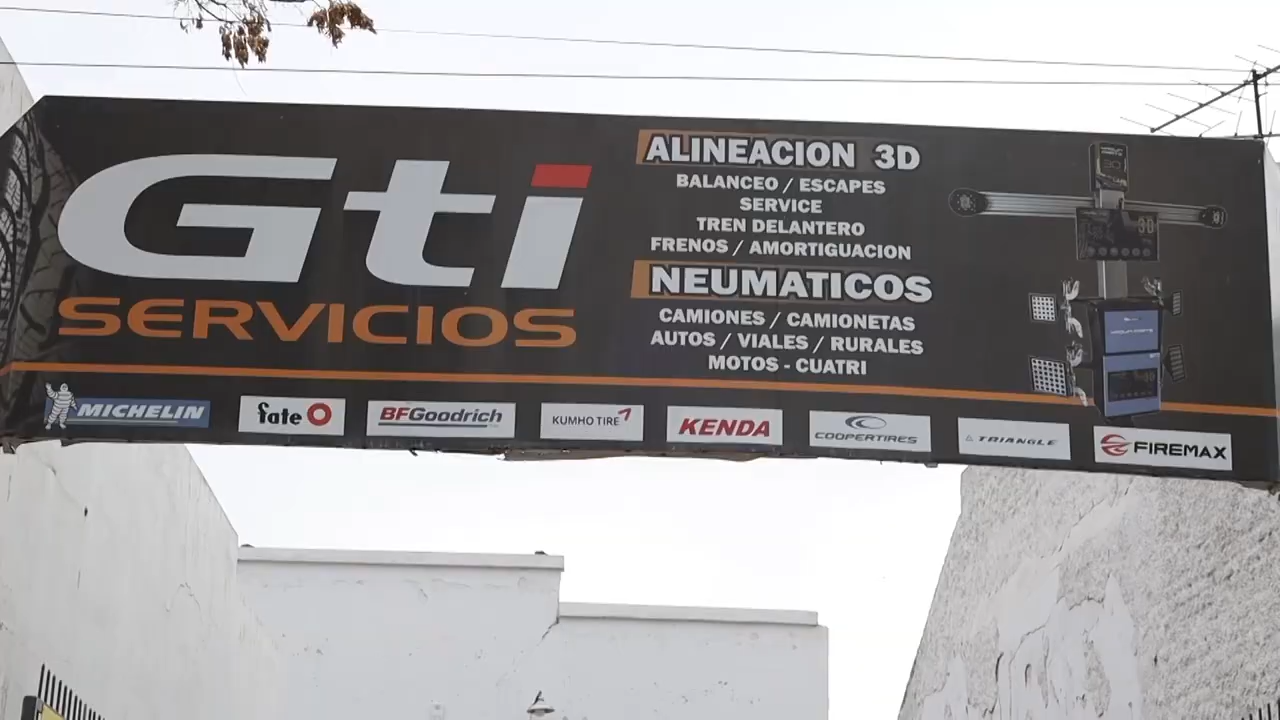 Gti
SERVICIOS
ALINEACION 3D
BALANCEO / ESCAPES
SERVICE
TREN DELANTERO
FRENOS / AMORTIGUACION
NEUMATICOS
CAMIONES / CAMIONETAS
AUTOS / VIALES / RURALES
MOTOS - CUATRI
3D
MICHELIN
fate
BFGoodrich
KUMHO TIRE
KENDA
COOPERTIRES
TRIANGLE
FIREMAX